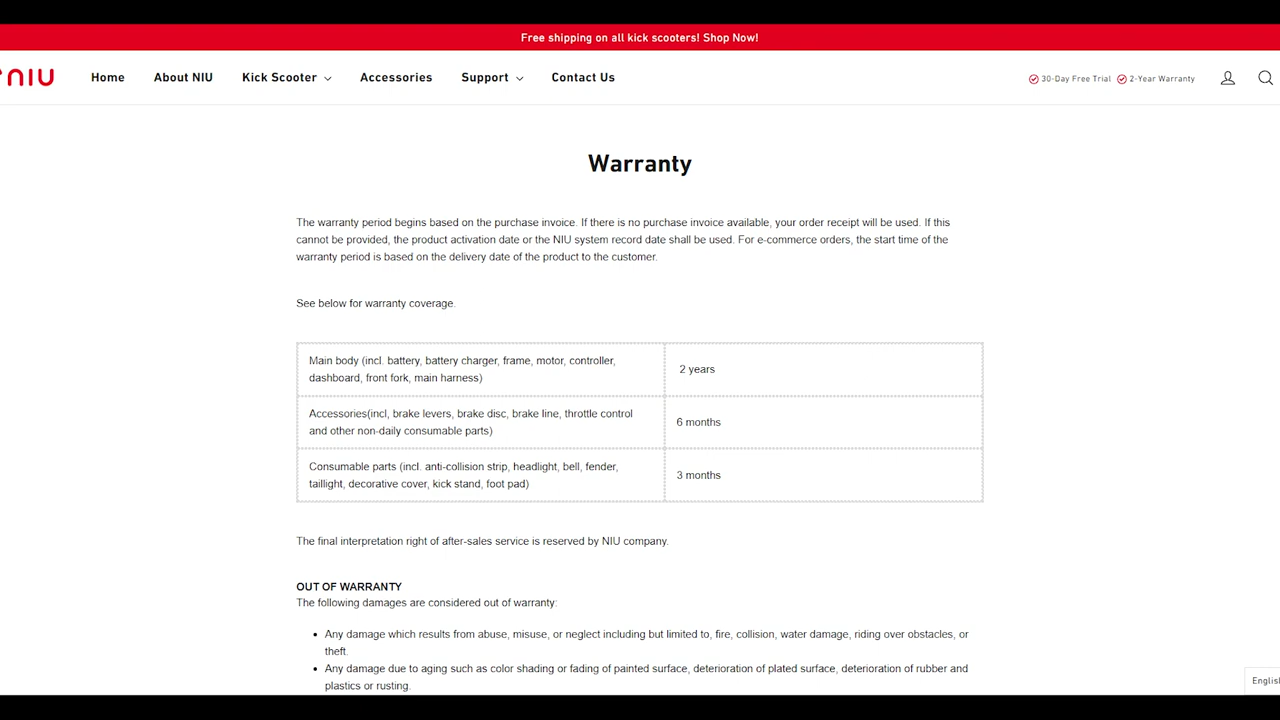 Free shipping on all kick scooters! Shop Now!
NIU
Home
About NIU
Kick Scooter
Accessories
Support
Contact Us
30-Day Free Trial
2-Year Warranty
Warranty
The warranty period begins based on the purchase invoice. If there is no purchase invoice available, your order receipt will be used. If this
cannot be provided, the product activation date or the NIU system record date shall be used. For e-commerce orders, the start time of the
warranty period is based on the delivery date of the product to the customer.
See below for warranty coverage.
Main body (incl. battery, battery charger, frame, motor, controller,
dashboard, front fork, main harness)
2 years
Accessories(incl, brake levers, brake disc, brake line, throttle control
and other non-daily consumable parts)
6 months
Consumable parts (incl. anti-collision strip, headlight, bell, fender,
taillight, decorative cover, kick stand, foot pad)
3 months
The final interpretation right of after-sales service is reserved by NIU company.
OUT OF WARRANTY
The following damages are considered out of warranty:
• Any damage which results from abuse, misuse, or neglect including but limited to, fire, collision, water damage, riding over obstacles, or
theft.
• Any damage due to aging such as color shading or fading of painted surface, deterioration of plated surface, deterioration of rubber and
plastics or rusting.
English